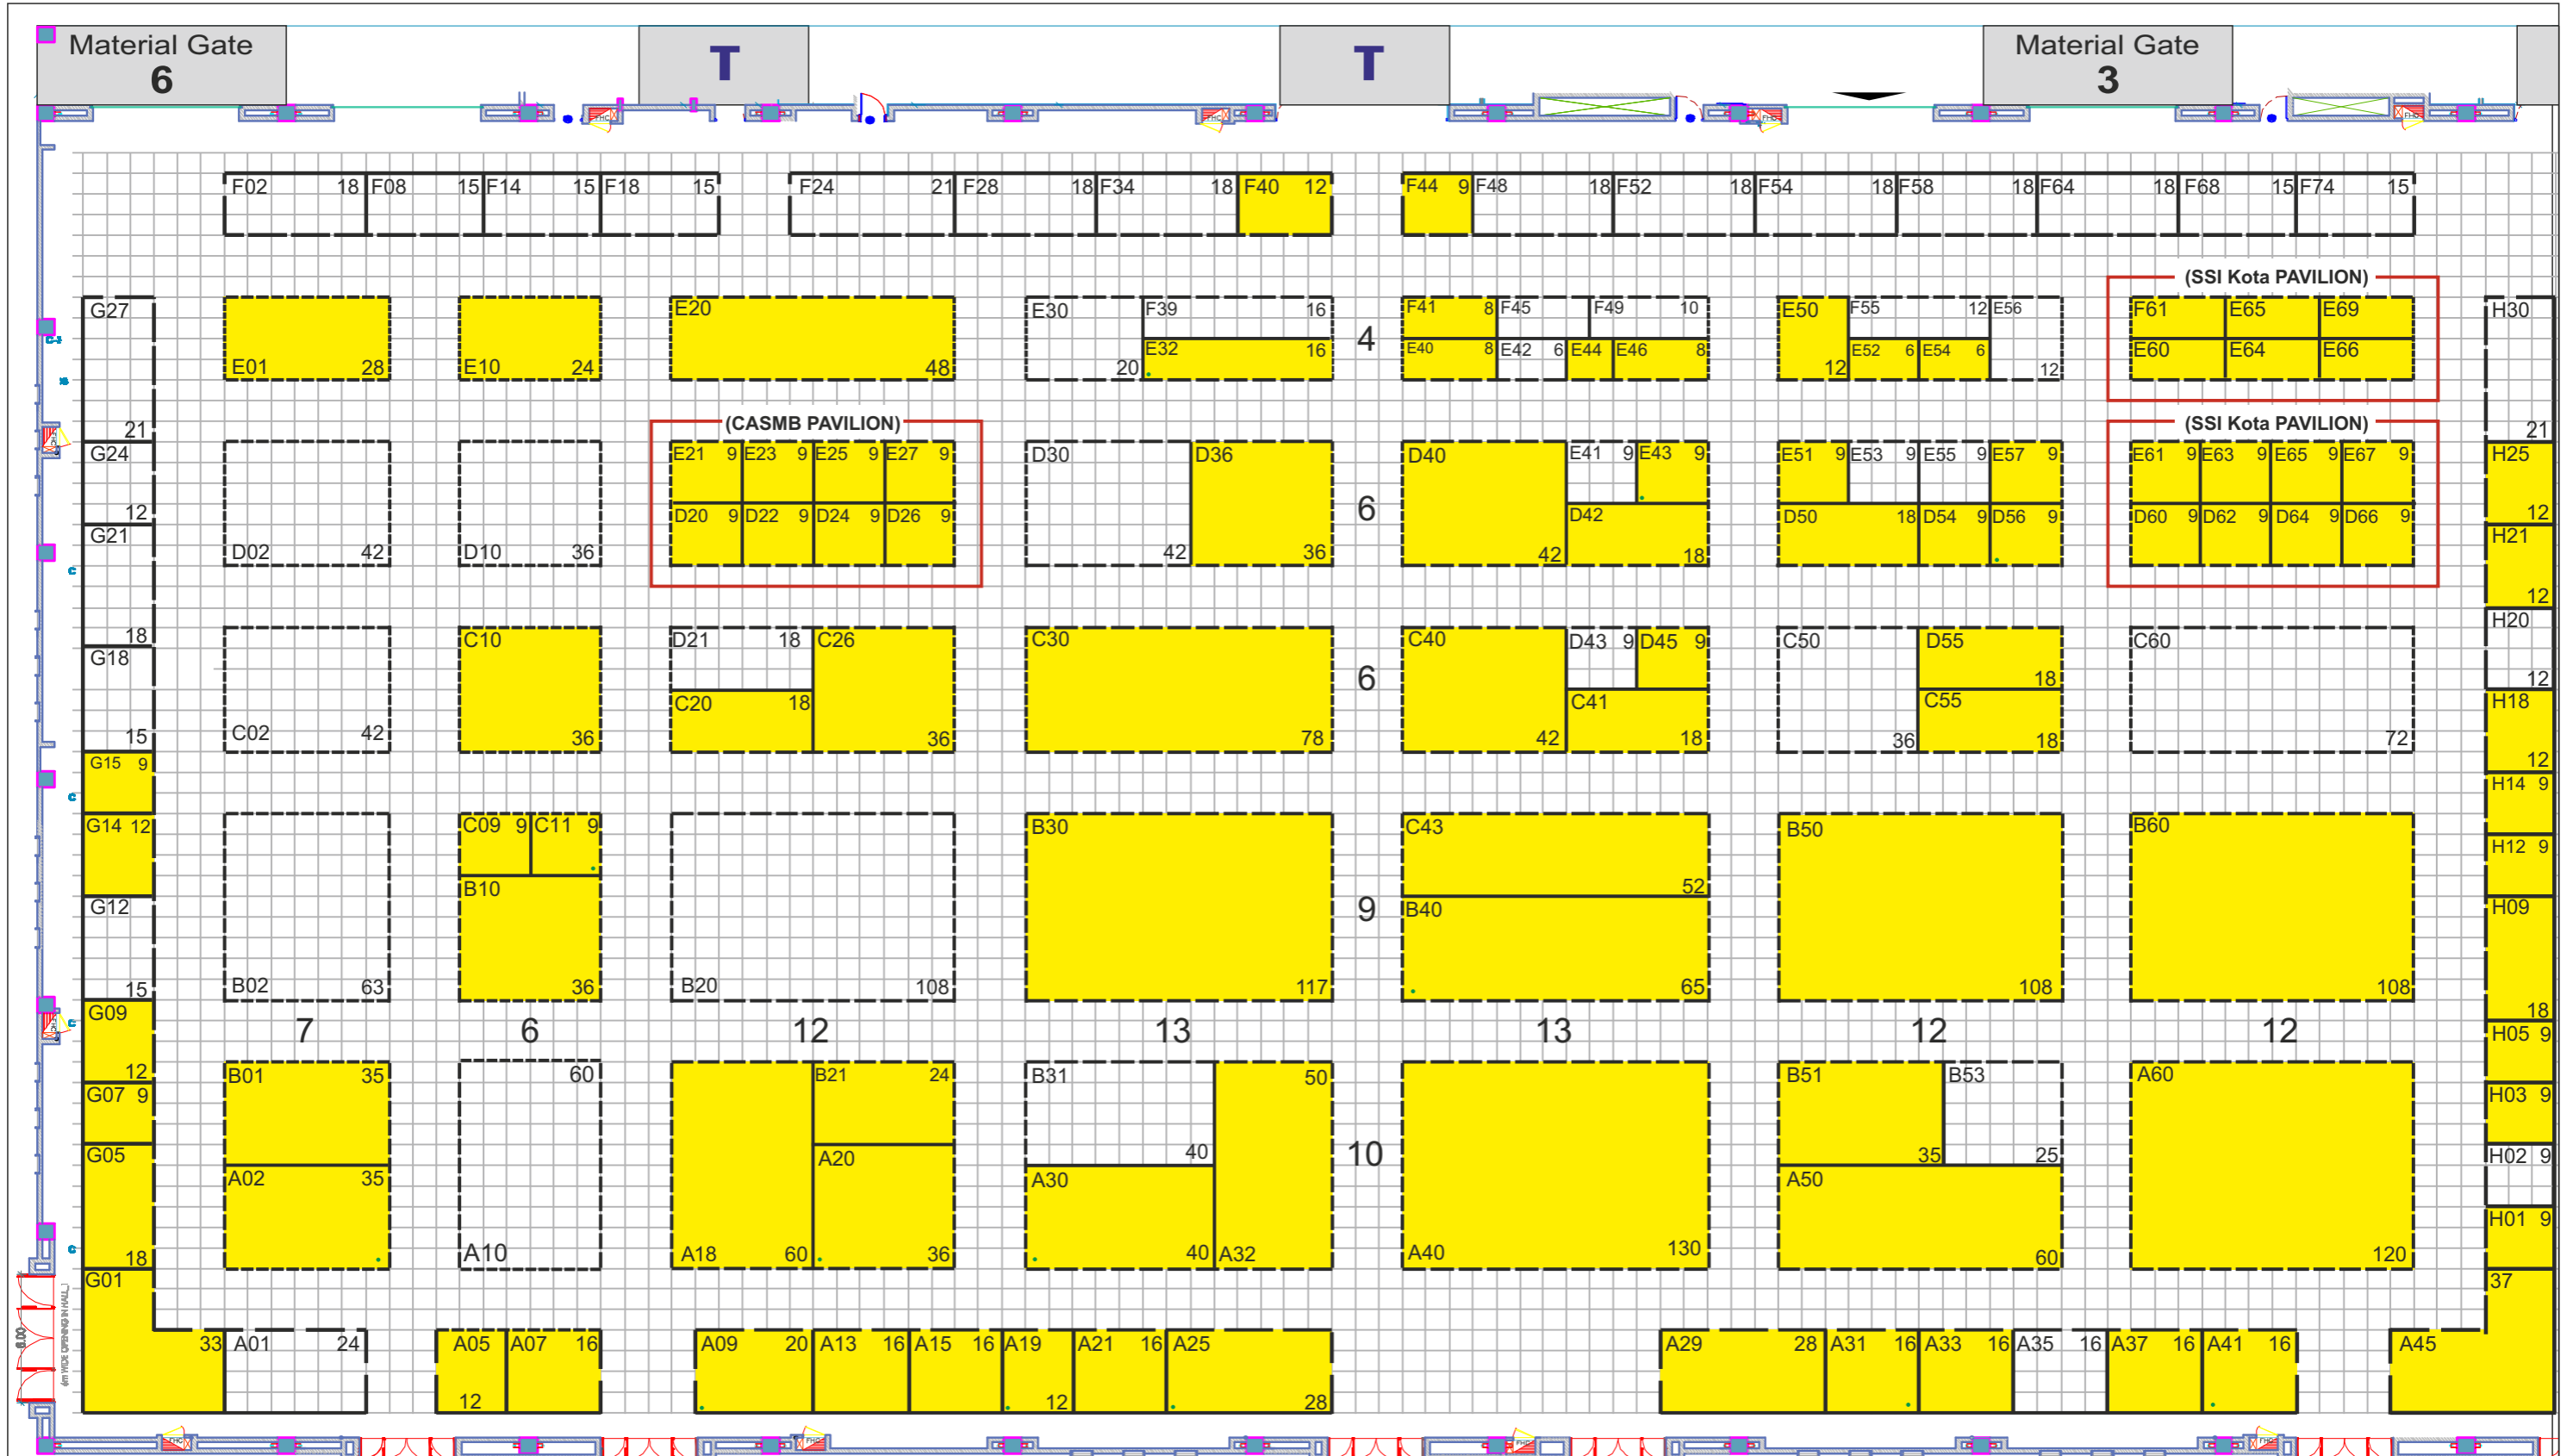 Material Gate
6
T
T
Material Gate
3
F02 18 F08 15 F14 15 F18 15 F24 21 F28 18 F34 18 F40 12 F44 9 F48 18 F52 18 F54 18 F58 18 F64 18 F68 15 F74 15
(SSI Kota PAVILION)
G27 21
E01 28
E10 24
E20 48
E30 20
F39 16
E32 16
4
F41 8 F45 F49 10
E40 8 E42 6 E44 E46 8
E50 12
F55 12
E52 6 E54 6
E56 12
F61 E65 E69
E60 E64 E66
H30 21
(CASMB PAVILION)
(SSI Kota PAVILION)
G24 12
G21 18
D02 42
D10 36
E21 9 E23 9 E25 9 E27 9
D20 9 D22 9 D24 9 D26 9
D30 42
D36 36
6
D40 42
E41 9 E43 9
D42 18
E51 9 E53 9 E55 9 E57 9
D50 18 D54 9 D56 9
E61 9 E63 9 E65 9 E67 9
D60 9 D62 9 D64 9 D66 9
H25 12
H21 12
G18 15
C02 42
C10 36
D21 18
C20 18
C26 36
C30 78
6
C40 42
D43 9 D45 9
C41 18
C50 36
D55 18
C55 18
C60 72
H20 12
H18 12
G15 9
G14 12
G12 15
B02 63
C09 9 C11 9
B10 36
B20 108
B30 117
9
C43 52
B40 65
B50 108
B60 108
H14 9
H12 9
H09 18
7 6 12 13 13 12 12
G09 12
G07 9
G05 18
B01 35
A02 35
60
A10
A18 60
B21 24
A20 36
B31 40
A30 40
50
A32
10
A40 130
B51 35
B53 25
A50 60
A60 120
H05 9
H03 9
H02 9
H01 9
G01 33
A01 24
A05 12
A07 16
A09 20
A13 16
A15 16
A19 12
A21 16
A25 28
A29 28
A31 16
A33 16
A35 16
A37 16
A41 16
37
A45
6.00